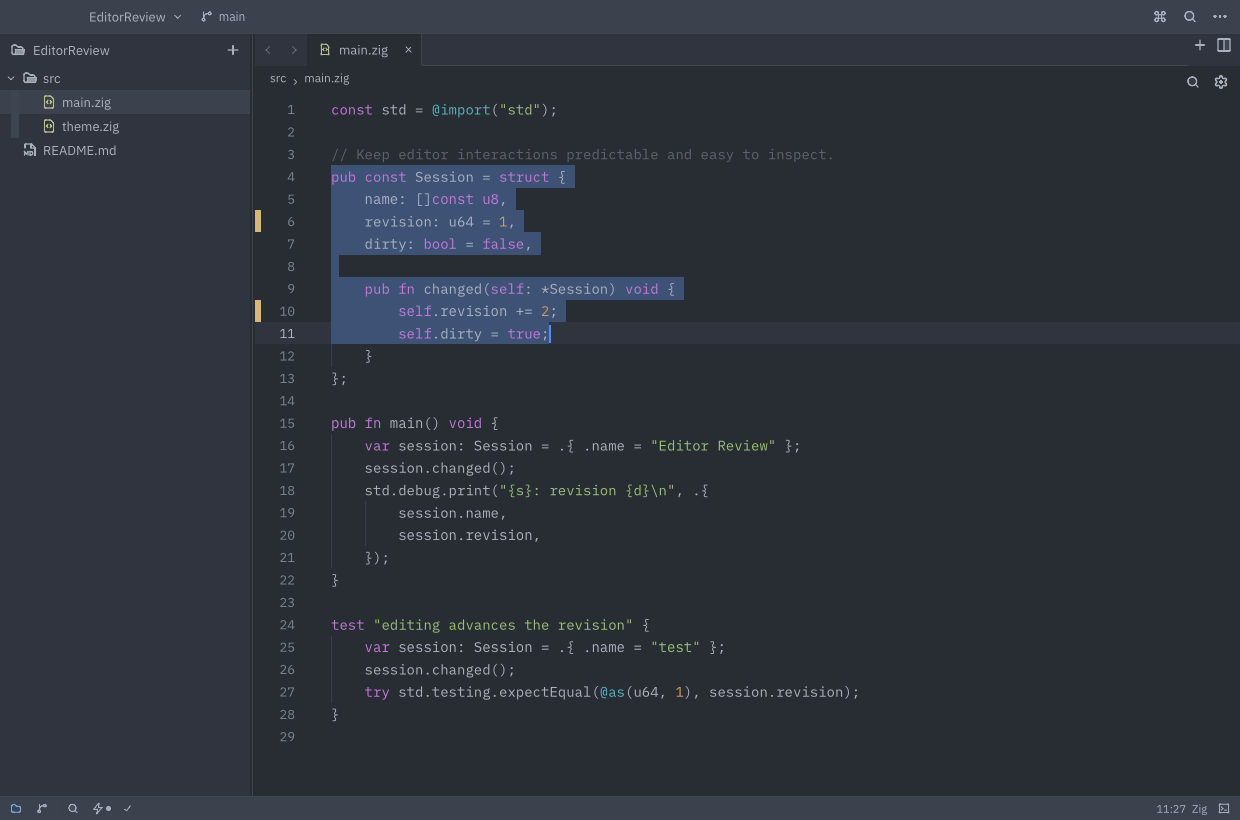 EditorReview
main
EditorReview
src
main.zig
theme.zig
README.md
main.zig
src › main.zig
1 const std = @import("std");
2
3 // Keep editor interactions predictable and easy to inspect.
4 pub const Session = struct {
5     name: []const u8,
6     revision: u64 = 1,
7     dirty: bool = false,
8
9     pub fn changed(self: *Session) void {
10         self.revision += 2;
11         self.dirty = true;
12     }
13 };
14
15 pub fn main() void {
16     var session: Session = .{ .name = "Editor Review" };
17     session.changed();
18     std.debug.print("{s}: revision {d}\n", .{
19         session.name,
20         session.revision,
21     });
22 }
23
24 test "editing advances the revision" {
25     var session: Session = .{ .name = "test" };
26     session.changed();
27     try std.testing.expectEqual(@as(u64, 1), session.revision);
28 }
29
11:27 Zig